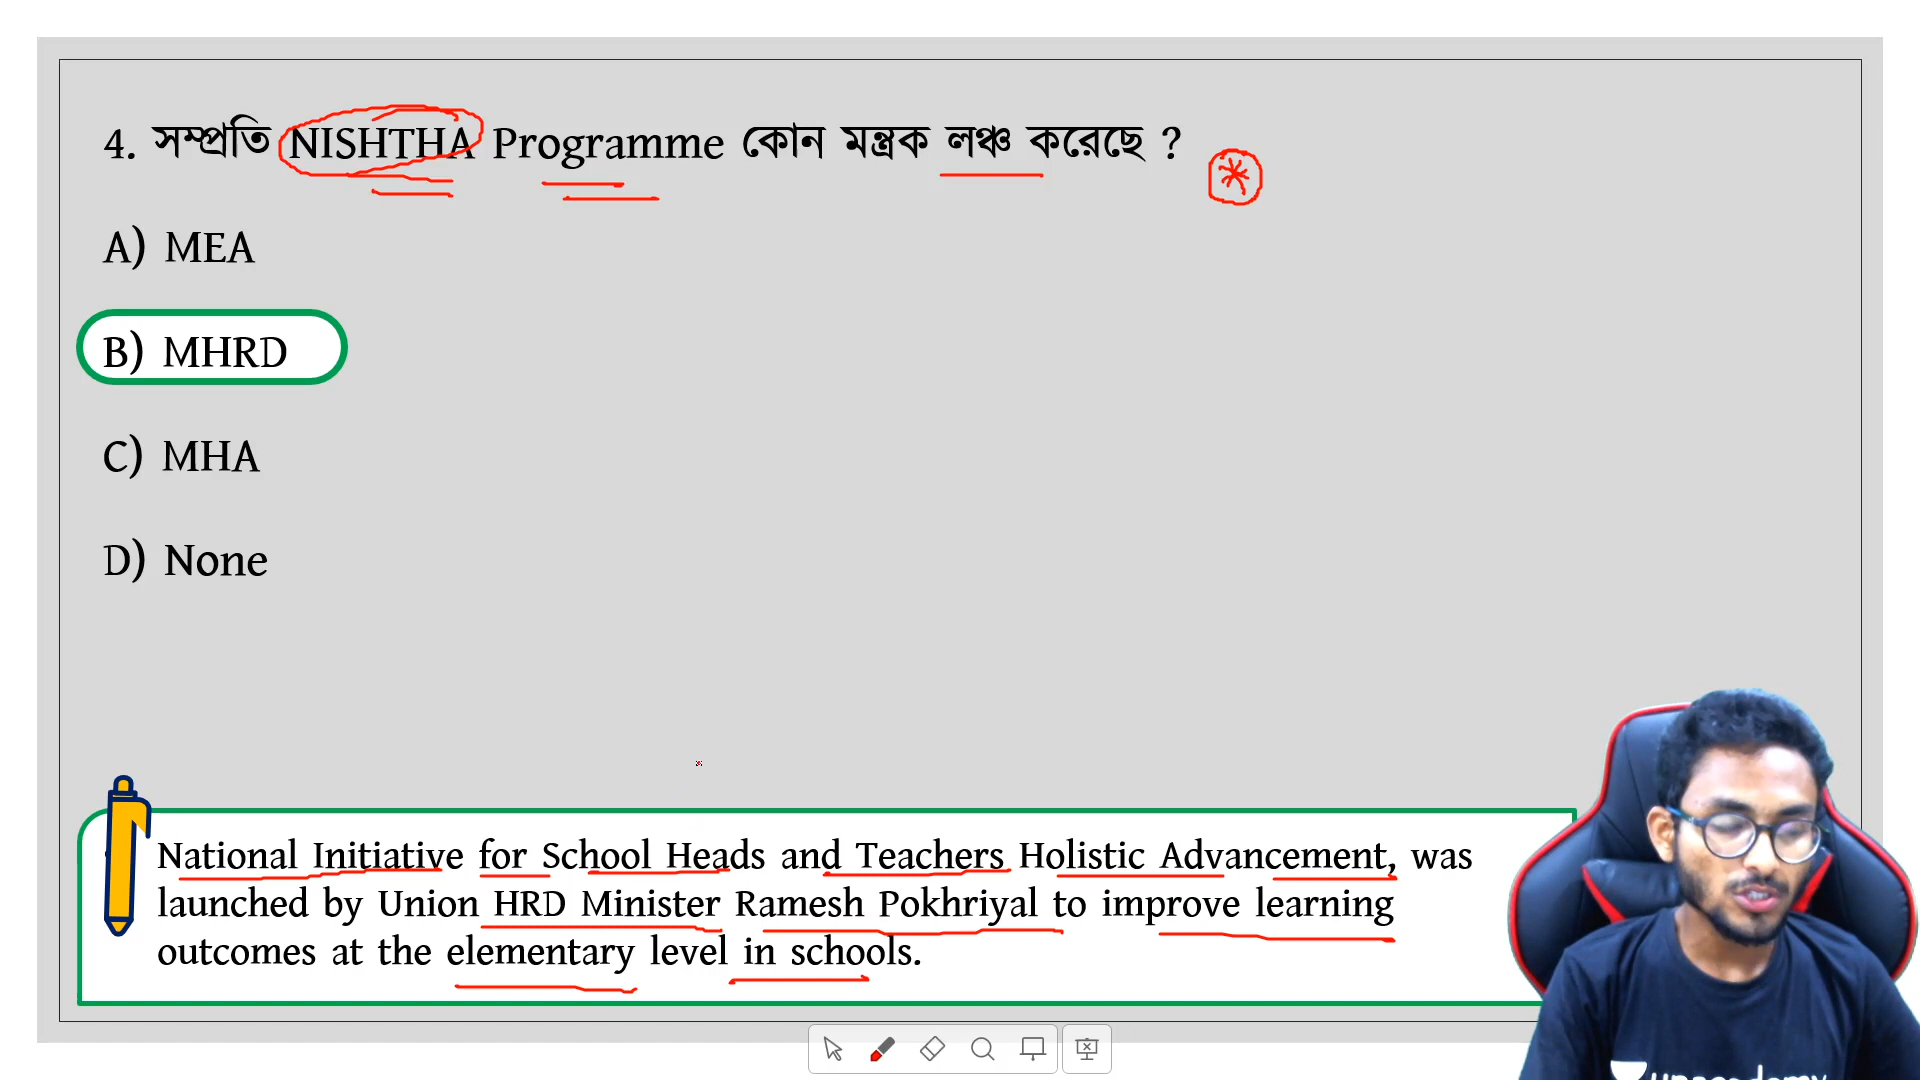 4. সম্প্রতি NISHTHA Programme কোন মন্ত্রক লঞ্চ করেছে ?
A) MEA
B) MHRD
C) MHA
D) None
National Initiative for School Heads and Teachers Holistic Advancement, was
launched by Union HRD Minister Ramesh Pokhriyal to improve learning
outcomes at the elementary level in schools.
unacademy